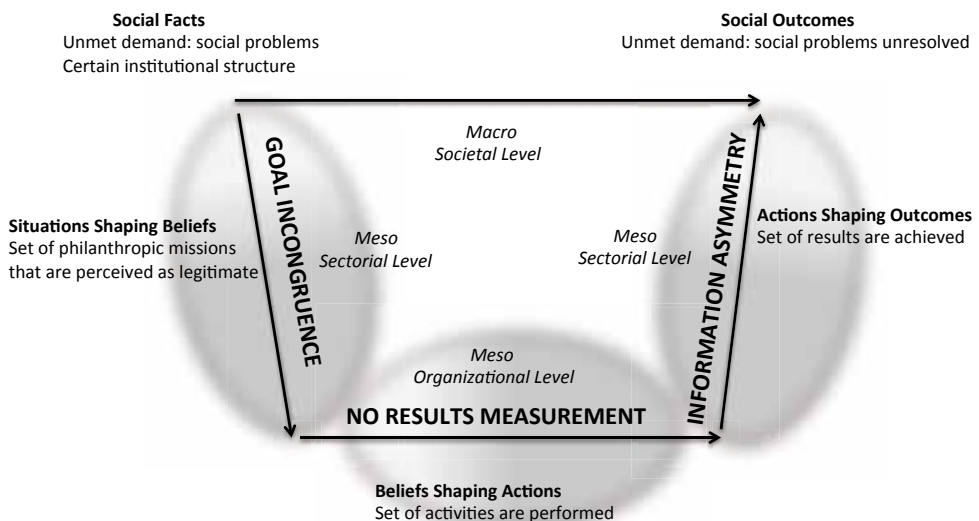 Social Facts
Unmet demand: social problems
Certain institutional structure
Social Outcomes
Unmet demand: social problems unresolved
Macro
Societal Level
GOAL INCONGRUENCE
Situations Shaping Beliefs
Set of philanthropic missions
that are perceived as legitimate
Meso
Sectorial Level
Meso
Sectorial Level
INFORMATION ASYMMETRY
Actions Shaping Outcomes
Set of results are achieved
Meso
Organizational Level
NO RESULTS MEASUREMENT
Beliefs Shaping Actions
Set of activities are performed